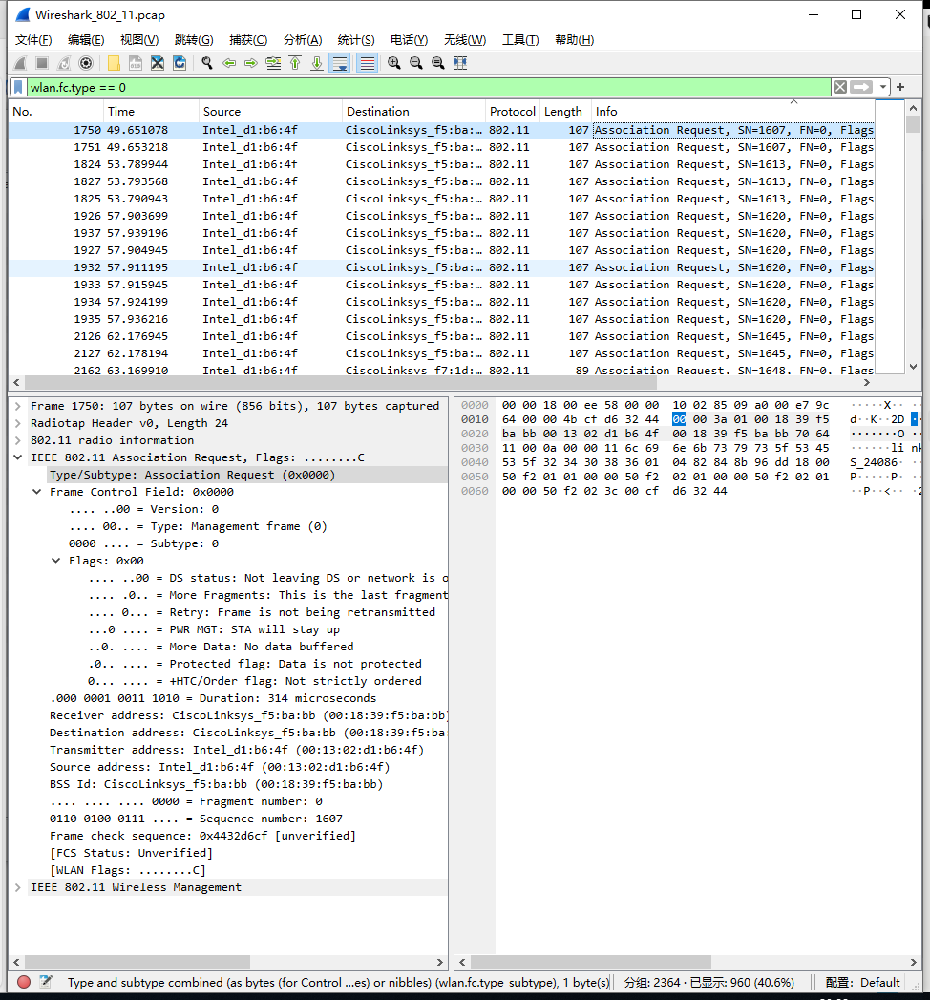 Wireshark_802_11.pcap
文件(F) 编辑(E) 视图(V) 跳转(G) 捕获(C) 分析(A) 统计(S) 电话(Y) 无线(W) 工具(T) 帮助(H)
wlan.fc.type == 0
No. Time Source Destination Protocol Length Info
1750 49.651078 Intel_d1:b6:4f CiscoLinksys_f5:ba:… 802.11 107 Association Request, SN=1607, FN=0, Flags
1751 49.653218 Intel_d1:b6:4f CiscoLinksys_f5:ba:… 802.11 107 Association Request, SN=1607, FN=0, Flags
1824 53.789944 Intel_d1:b6:4f CiscoLinksys_f5:ba:… 802.11 107 Association Request, SN=1613, FN=0, Flags
1827 53.793568 Intel_d1:b6:4f CiscoLinksys_f5:ba:… 802.11 107 Association Request, SN=1613, FN=0, Flags
1825 53.790943 Intel_d1:b6:4f CiscoLinksys_f5:ba:… 802.11 107 Association Request, SN=1613, FN=0, Flags
1926 57.903699 Intel_d1:b6:4f CiscoLinksys_f5:ba:… 802.11 107 Association Request, SN=1620, FN=0, Flags
1937 57.939196 Intel_d1:b6:4f CiscoLinksys_f5:ba:… 802.11 107 Association Request, SN=1620, FN=0, Flags
1927 57.904945 Intel_d1:b6:4f CiscoLinksys_f5:ba:… 802.11 107 Association Request, SN=1620, FN=0, Flags
1932 57.911195 Intel_d1:b6:4f CiscoLinksys_f5:ba:… 802.11 107 Association Request, SN=1620, FN=0, Flags
1933 57.915945 Intel_d1:b6:4f CiscoLinksys_f5:ba:… 802.11 107 Association Request, SN=1620, FN=0, Flags
1934 57.924199 Intel_d1:b6:4f CiscoLinksys_f5:ba:… 802.11 107 Association Request, SN=1620, FN=0, Flags
1935 57.936216 Intel_d1:b6:4f CiscoLinksys_f5:ba:… 802.11 107 Association Request, SN=1620, FN=0, Flags
2126 62.176945 Intel_d1:b6:4f CiscoLinksys_f5:ba:… 802.11 107 Association Request, SN=1645, FN=0, Flags
2127 62.178194 Intel_d1:b6:4f CiscoLinksys_f5:ba:… 802.11 107 Association Request, SN=1645, FN=0, Flags
2162 63.169910 Intel_d1:b6:4f CiscoLinksys_f7:1d:… 802.11 89 Association Request, SN=1648, FN=0, Flags
Frame 1750: 107 bytes on wire (856 bits), 107 bytes captured
Radiotap Header v0, Length 24
802.11 radio information
IEEE 802.11 Association Request, Flags: ........C
Type/Subtype: Association Request (0x0000)
Frame Control Field: 0x0000
.... ..00 = Version: 0
.... 00.. = Type: Management frame (0)
0000 .... = Subtype: 0
Flags: 0x00
.... ..00 = DS status: Not leaving DS or network is o
.... .0.. = More Fragments: This is the last fragment
.... 0... = Retry: Frame is not being retransmitted
...0 .... = PWR MGT: STA will stay up
..0. .... = More Data: No data buffered
.0.. .... = Protected flag: Data is not protected
0... .... = +HTC/Order flag: Not strictly ordered
.000 0001 0011 1010 = Duration: 314 microseconds
Receiver address: CiscoLinksys_f5:ba:bb (00:18:39:f5:ba:bb)
Destination address: CiscoLinksys_f5:ba:bb (00:18:39:f5:ba
Transmitter address: Intel_d1:b6:4f (00:13:02:d1:b6:4f)
Source address: Intel_d1:b6:4f (00:13:02:d1:b6:4f)
BSS Id: CiscoLinksys_f5:ba:bb (00:18:39:f5:ba:bb)
.... .... .... 0000 = Fragment number: 0
0110 0100 0111 .... = Sequence number: 1607
Frame check sequence: 0x4432d6cf [unverified]
[FCS Status: Unverified]
[WLAN Flags: ........C]
IEEE 802.11 Wireless Management
0000 00 00 18 00 ee 58 00 00 10 02 85 09 a0 00 e7 9c ·····X··
0010 64 00 00 4b cf d6 32 44 00 00 3a 01 00 18 39 f5 d··K··2D ·
0020 ba bb 00 13 02 d1 b6 4f 00 18 39 f5 ba bb 70 64 ·······O ··
0030 11 00 0a 00 00 11 6c 69 6e 6b 73 79 73 5f 53 45 ······li nk
0040 53 5f 32 34 30 38 36 01 04 82 84 8b 96 dd 18 00 S_24086· ··
0050 50 f2 01 01 00 00 50 f2 02 01 00 00 50 f2 02 01 P·····P· ··
0060 00 00 50 f2 02 3c 00 cf d6 32 44 ··P··<·· ·2
Type and subtype combined (as bytes (for Control ...es) or nibbles) (wlan.fc.type_subtype), 1 byte(s) 分组: 2364 · 已显示: 960 (40.6%) 配置: Default